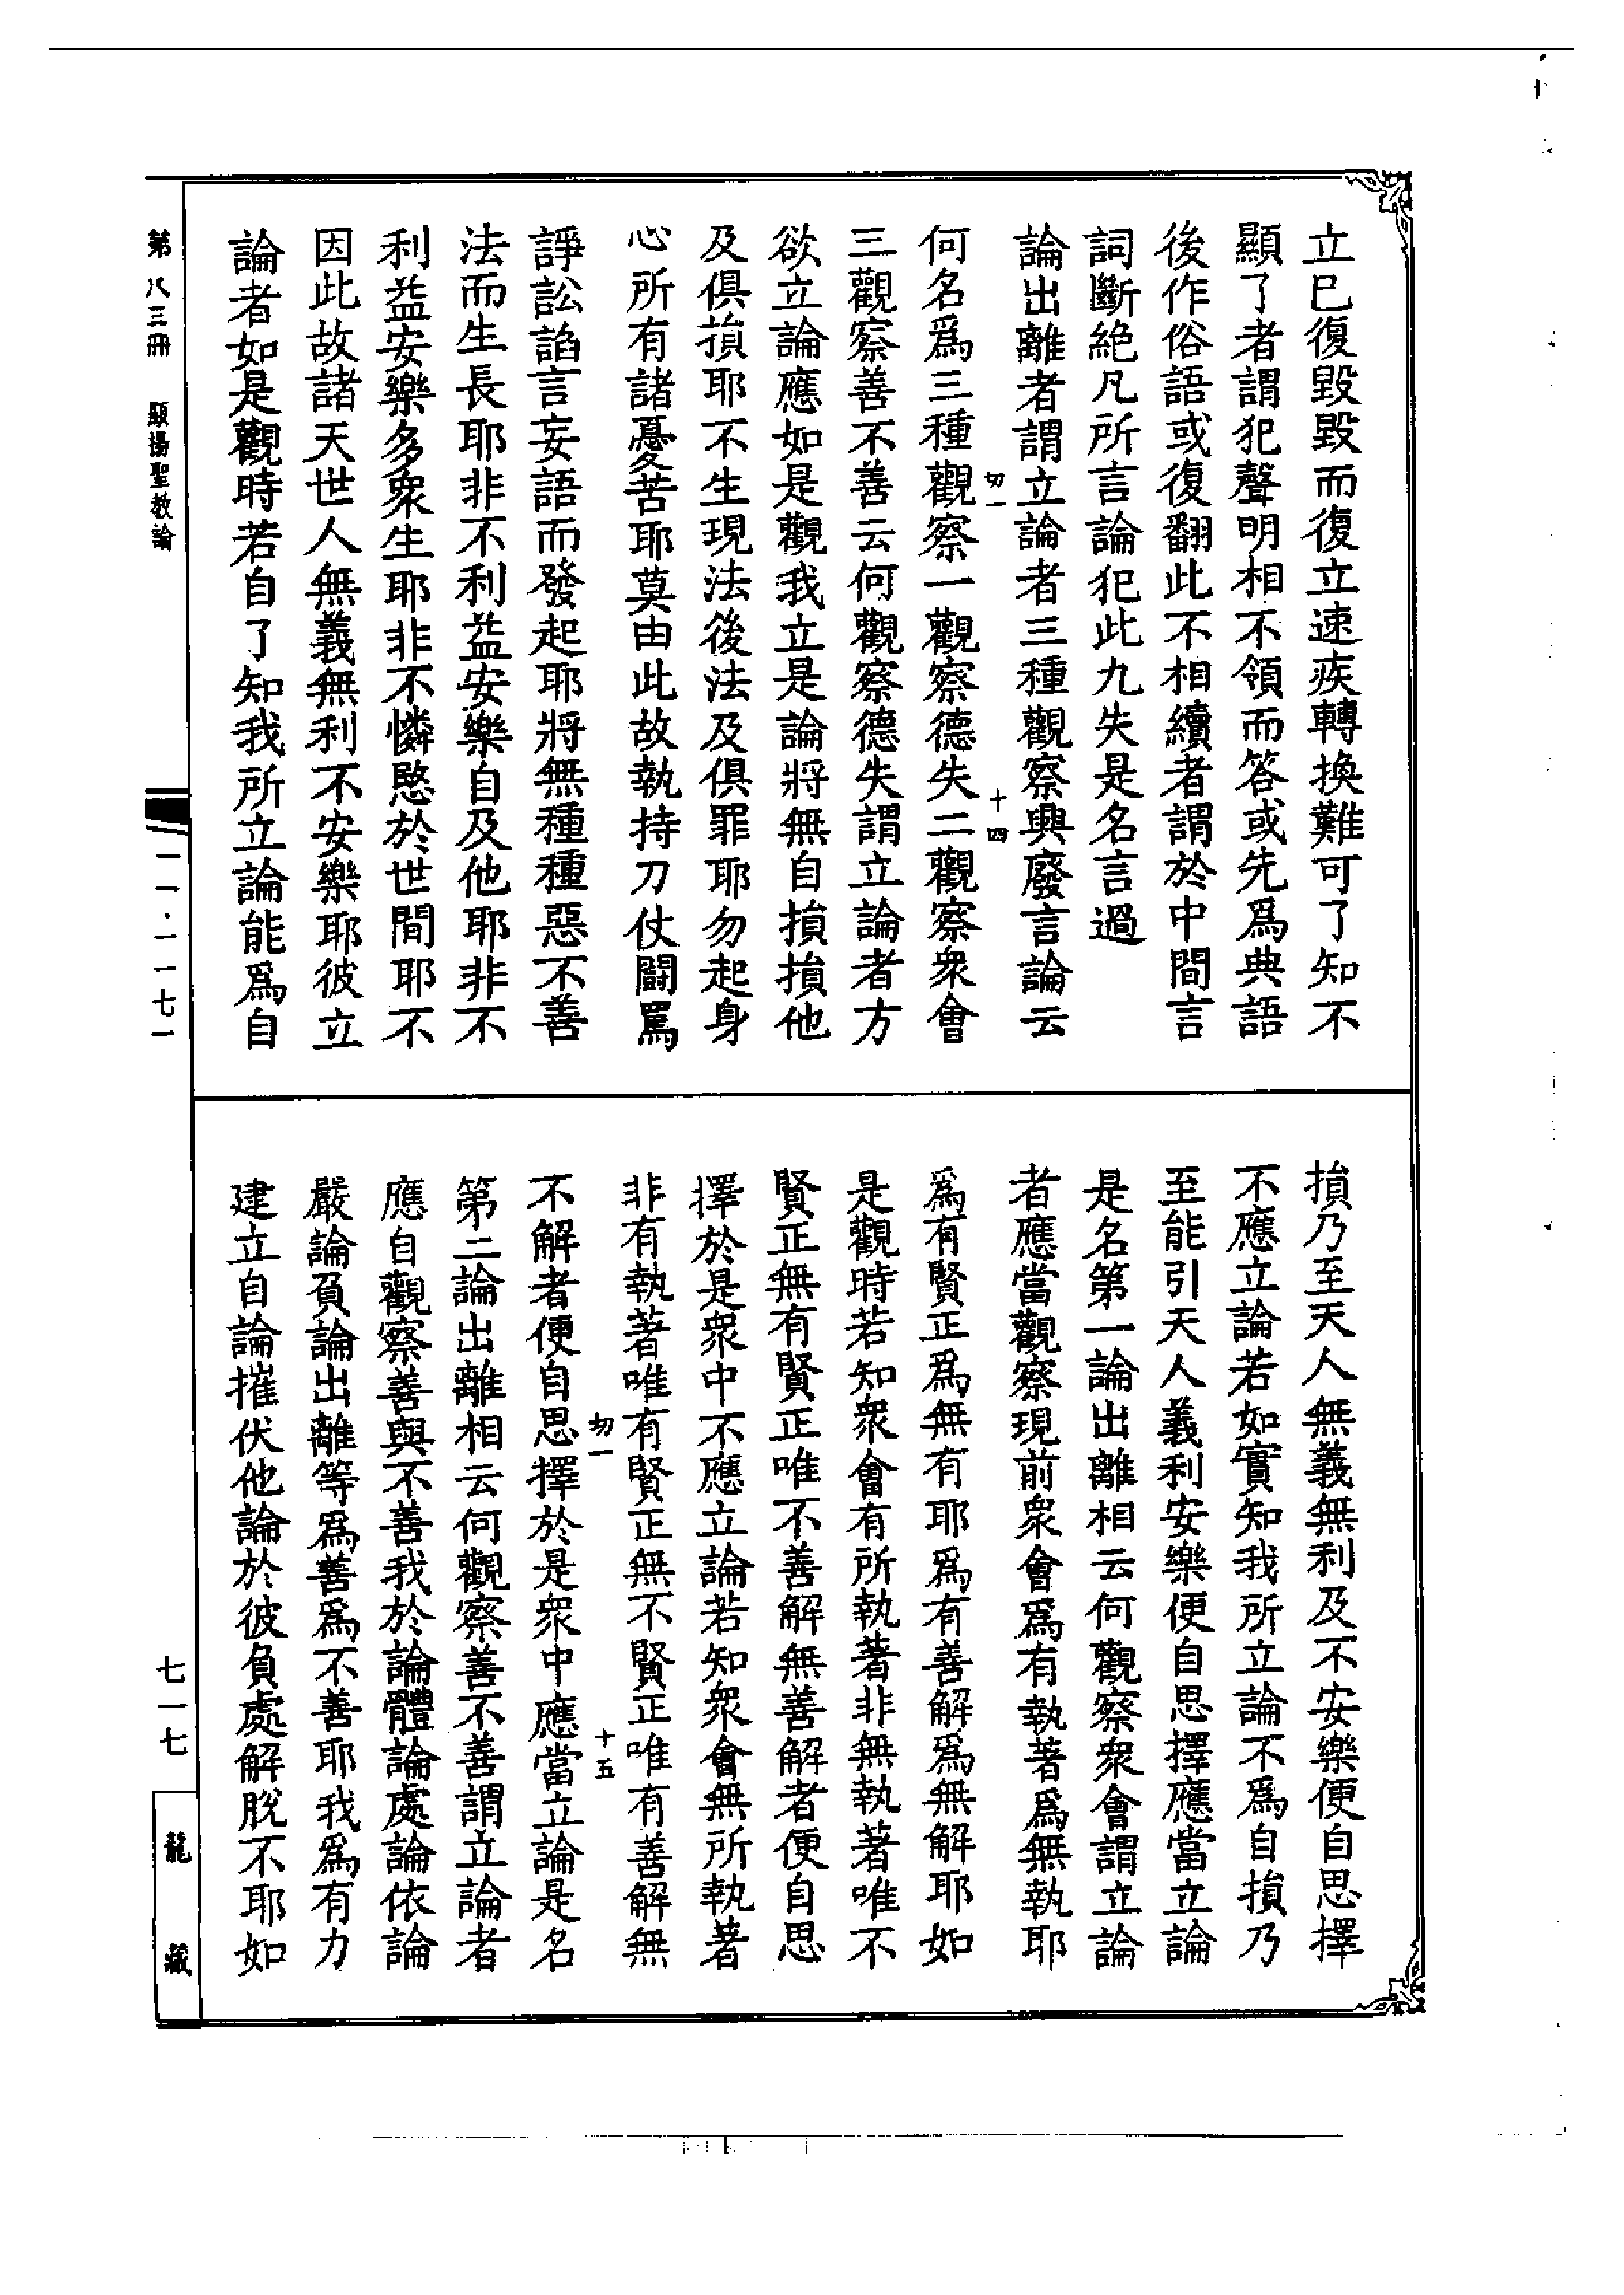 立已復毀毀而復立速疾轉換難可了知不
顯了者謂犯聲明相不領而答或先爲典語
後作俗語或復翻此不相續者謂於中間言
詞斷絶凡所言論犯此九失是名言過
論出離者謂立論者三種觀察興廢言論云
㓛一
十四
何名爲三種觀察一觀察德失二觀察衆會
三觀察善不善云何觀察德失謂立論者方
欲立論應如是觀我立是論將無自損損他
及俱損耶不生現法後法及俱罪耶勿起身
心所有諸憂苦耶莫由此故執持刀仗鬪罵
諍訟諂言妄語而發起耶將無種種惡不善
法而生長耶非不利益安樂自及他耶非不
利益安樂多衆生耶非不憐愍於世間耶不
因此故諸天世人無義無利不安樂耶彼立
論者如是觀時若自了知我所立論能爲自
損乃至天人無義無利及不安樂便自思擇
不應立論若如實知我所立論不爲自損乃
至能引天人義利安樂便自思擇應當立論
是名第一論出離相云何觀察衆會謂立論
者應當觀察現前衆會爲有執著爲無執耶
爲有賢正爲無有耶爲有善解爲無解耶如
是觀時若知衆會有所執著非無執著唯不
賢正無有賢正唯不善解無善解者便自思
擇於是衆中不應立論若知衆會無所執著
非有執著唯有賢正無不賢正唯有善解無
㓛一
十五
不解者便自思擇於是衆中應當立論是名
第二論出離相云何觀察善不善謂立論者
應自觀察善與不善我於論體論處論依論
嚴論負論出離等爲善爲不善耶我爲有力
建立自論摧伏他論於彼負處解脫不耶如
第八三冊　顯揚聖教論
一一·一一七一
七一七
龍藏